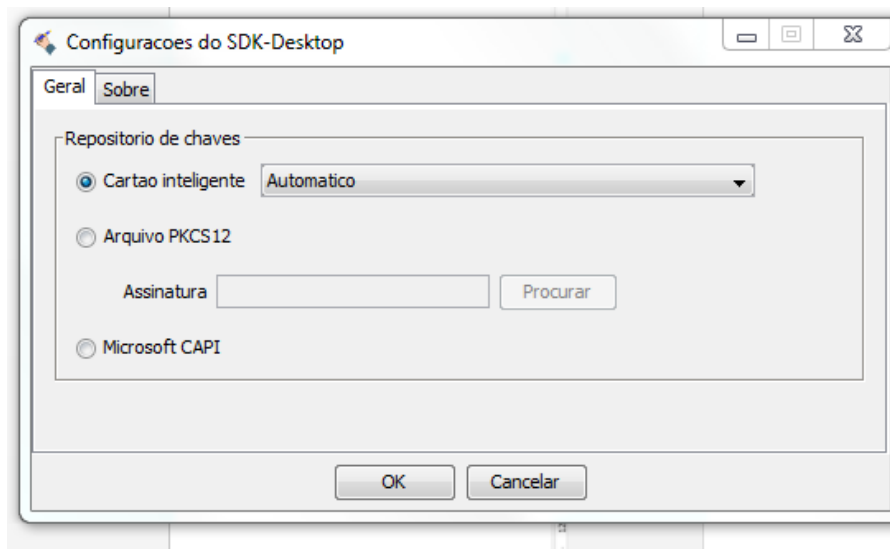 Configuracoes do SDK-Desktop
Geral Sobre
Repositorio de chaves
Cartao inteligente Automatico
Arquivo PKCS12
Assinatura Procurar
Microsoft CAPI
OK Cancelar